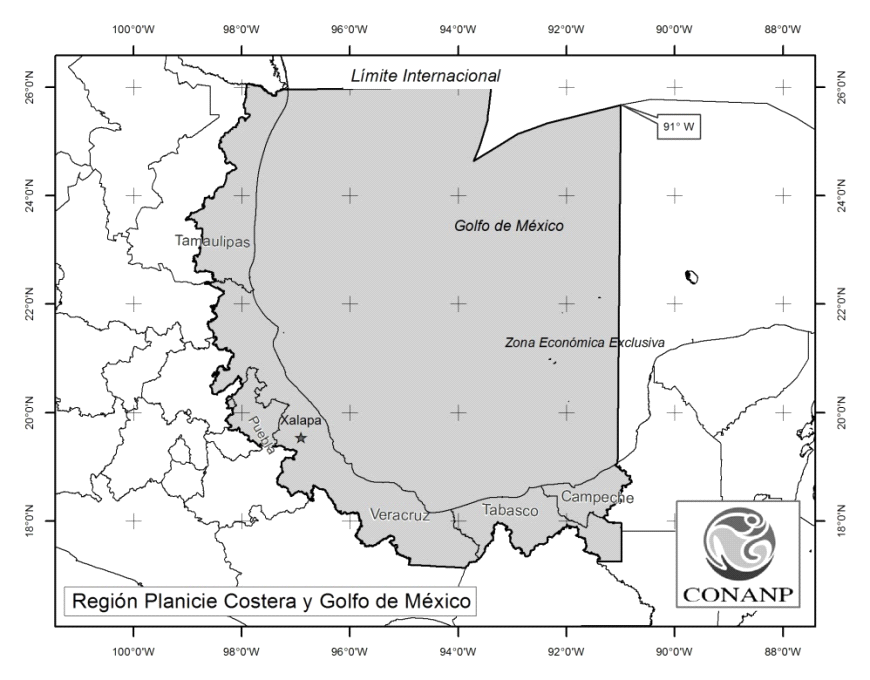 100°0'W 98°0'W 96°0'W 94°0'W 92°0'W 90°0'W 88°0'W
Límite Internacional
26°0'N 26°0'N
91° W
24°0'N 24°0'N
Golfo de México
Tamaulipas
22°0'N 22°0'N
Zona Económica Exclusiva
20°0'N 20°0'N
Xalapa
Puebla
Campeche
Tabasco
Veracruz
18°0'N 18°0'N
CONANP
Región Planicie Costera y Golfo de México
100°0'W 98°0'W 96°0'W 94°0'W 92°0'W 90°0'W 88°0'W